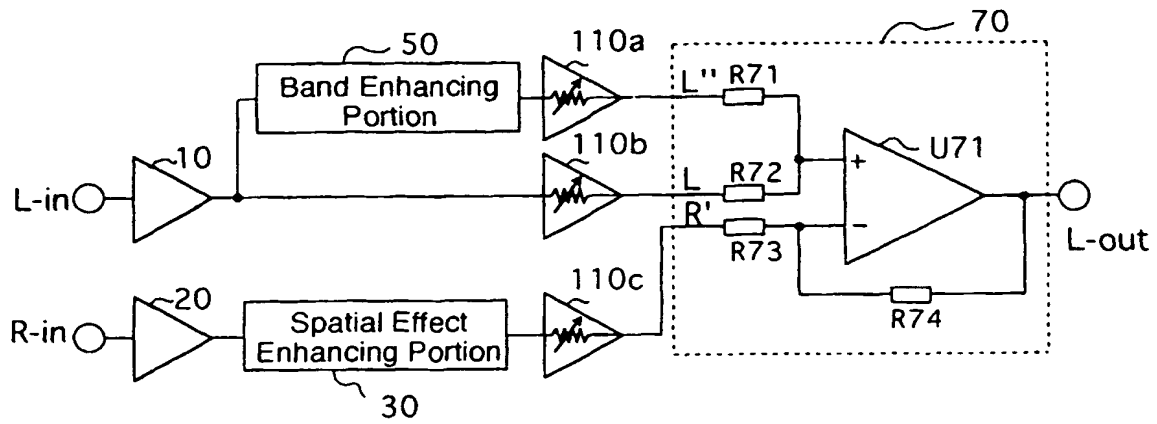 50
110a
70
Band Enhancing
Portion
L''
R71
10
110b
U71
+
L-in
L
R72
R'
−
R73
L-out
20
110c
R-in
Spatial Effect
Enhancing Portion
R74
30